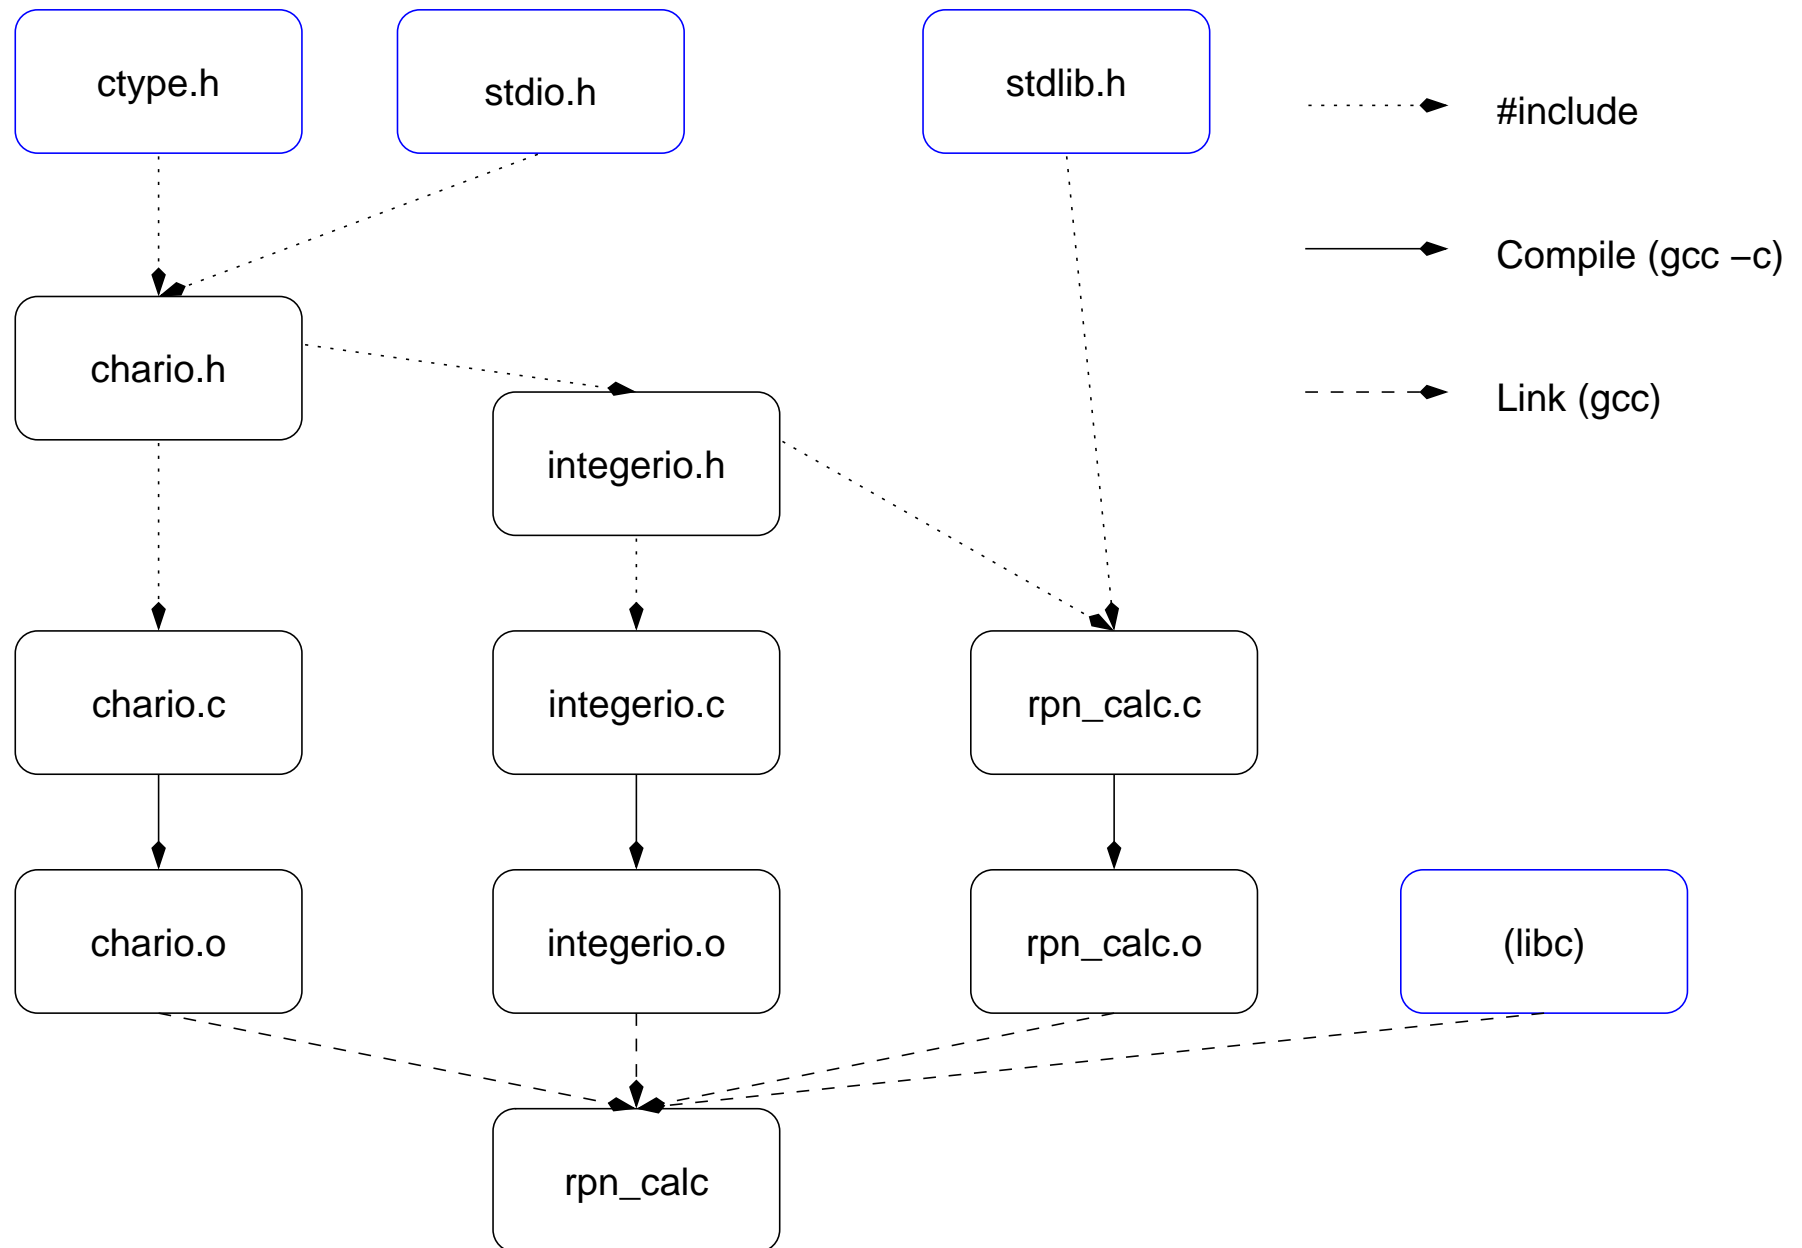 ctype.h
stdio.h
stdlib.h
#include
Compile (gcc −c)
Link (gcc)
chario.h
integerio.h
chario.c
integerio.c
rpn_calc.c
chario.o
integerio.o
rpn_calc.o
(libc)
rpn_calc